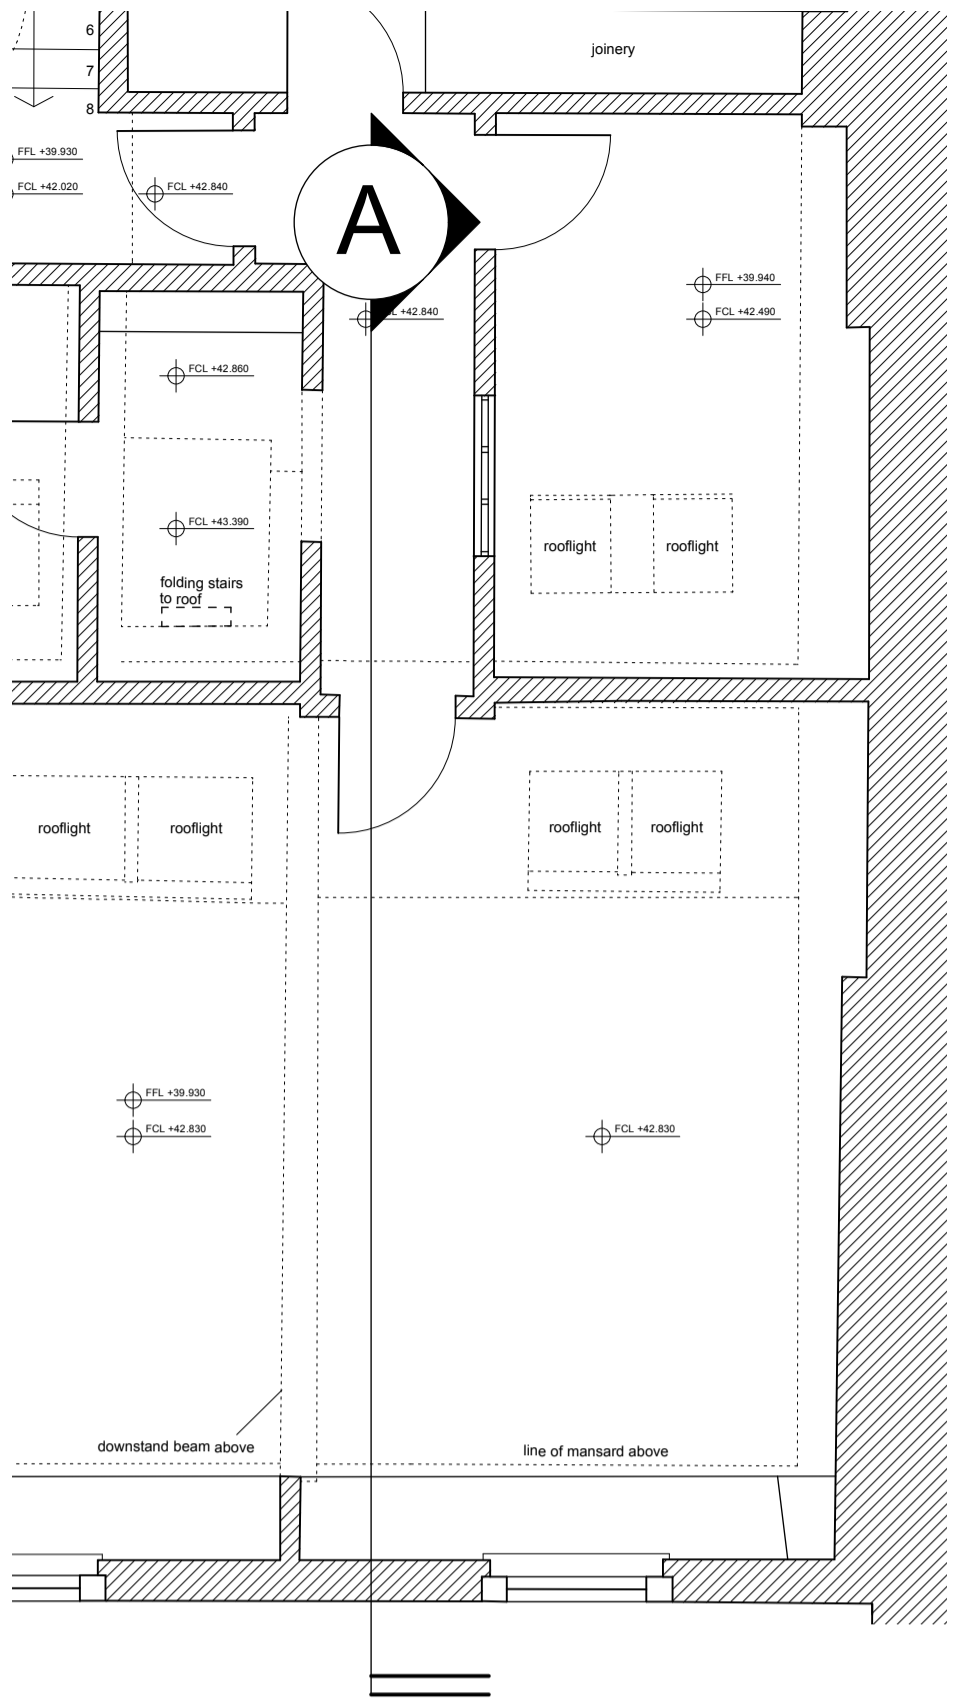 6
joinery
7
8
FFL +39.930
FCL +42.020
FCL +42.840
A
FFL +39.940
FCL +42.490
CL +42.840
FCL +42.860
FCL +43.390
rooflight
rooflight
folding stairs
to roof
rooflight
rooflight
rooflight
rooflight
FFL +39.930
FCL +42.830
FCL +42.830
downstand beam above
line of mansard above